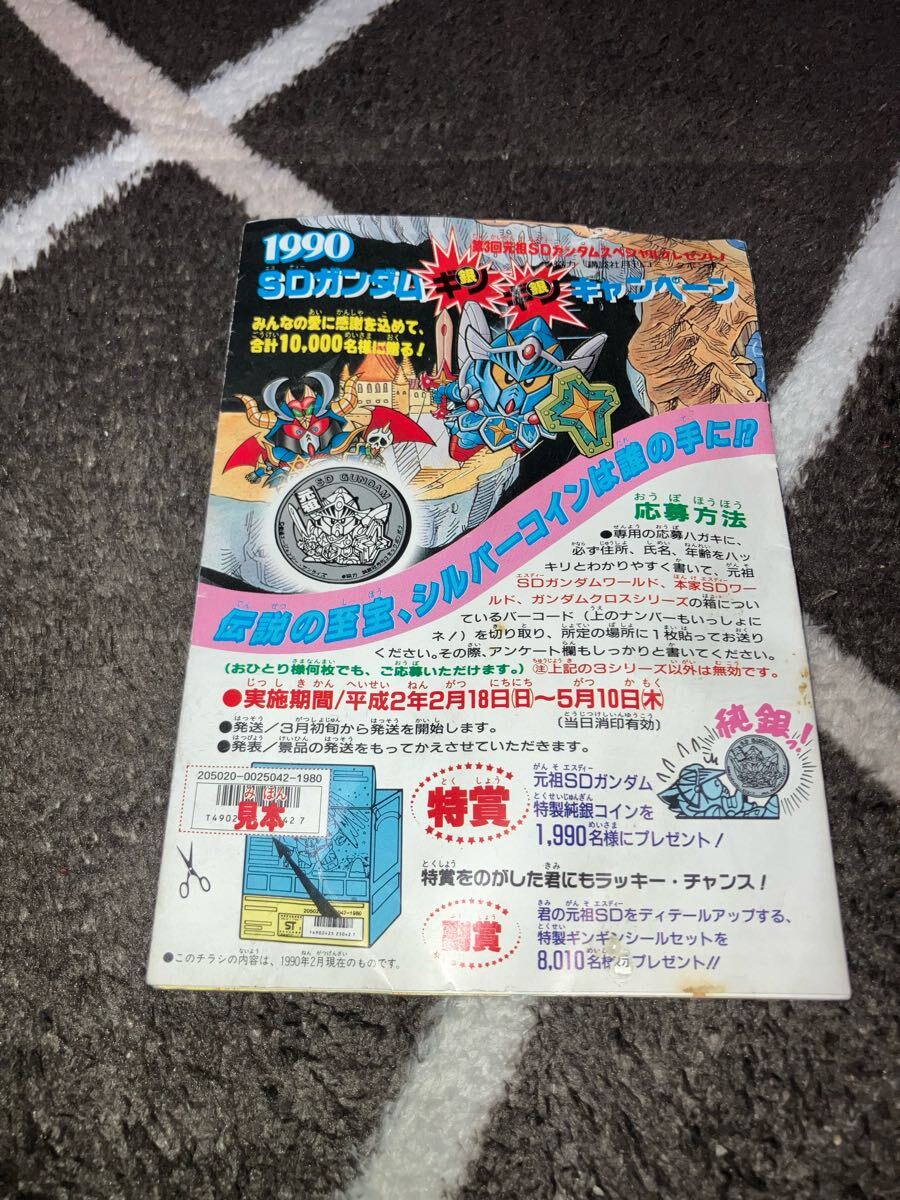 1990
第3回元祖SDガンダムスペシャルプレゼント!
SDガンダムギンギンキャンペーン
銀 銀
みんなの愛に感謝を込めて、
合計10,000名様に贈る!
SD GUNDAM
元祖
伝説の至宝、シルバーコインは誰の手に!?
応募方法
●専用の応募ハガキに、
必ず住所、氏名、年齢をハッ
キリとわかりやすく書いて、元祖
SDガンダムワールド、本家SDワー
ルド、ガンダムクロスシリーズの箱につい
ているバーコード(上のナンバーもいっしょに
ネ!)を切り取り、所定の場所に1枚貼ってお送り
ください。その際、アンケート欄もしっかりと書いてください。
(おひとり様何枚でも、ご応募いただけます。)㊟上記の3シリーズ以外は無効です。
●実施期間/平成2年2月18日(日)〜5月10日(木)
(当日消印有効)
●発送/3月初旬から発送を開始します。
●発表/景品の発送をもってかえさせていただきます。
純銀っ!
205020-0025042-1980
みほん
見本
特賞
元祖SDガンダム
特製純銀コインを
1,990名様にプレゼント!
特賞をのがした君にもラッキー・チャンス!
副賞
君の元祖SDをディテールアップする、
特製ギンギンシールセットを
8,010名様にプレゼント!!
ST
●このチラシの内容は、1990年2月現在のものです。